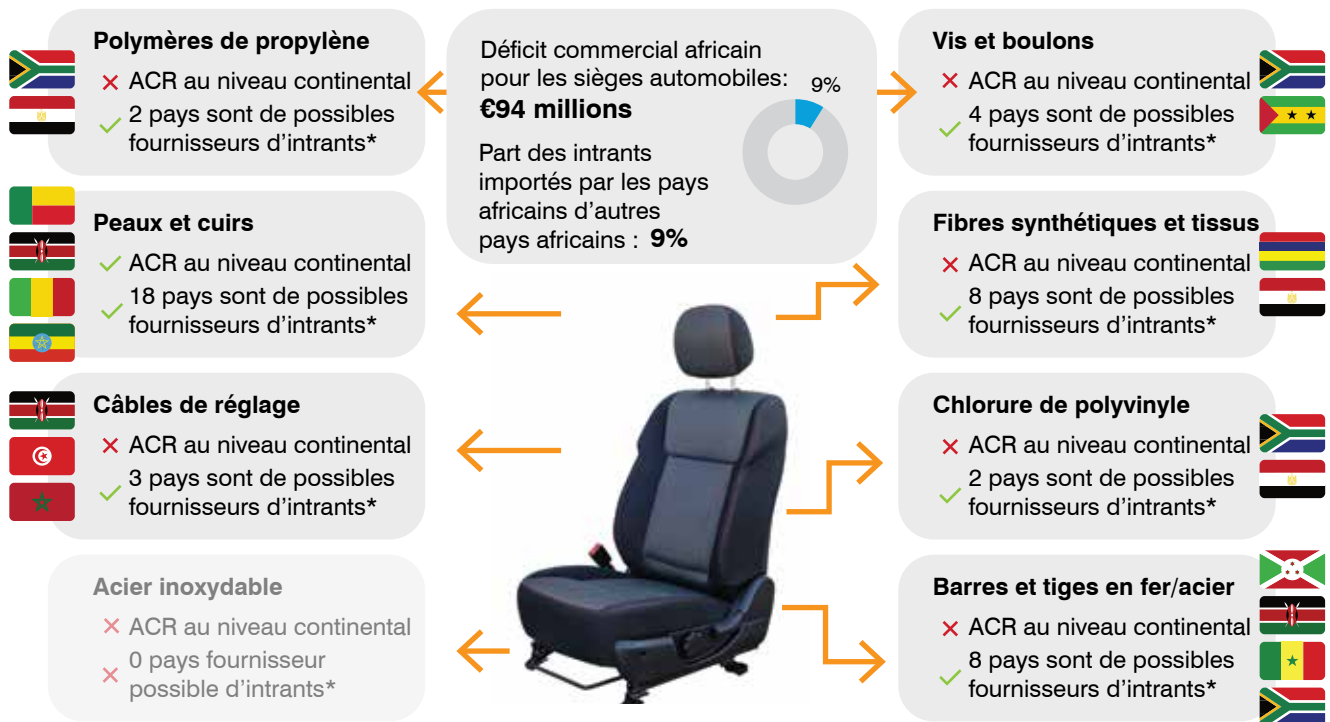 Polymères de propylène
✕ ACR au niveau continental
✓ 2 pays sont de possibles
fournisseurs d'intrants*
Peaux et cuirs
✓ ACR au niveau continental
✓ 18 pays sont de possibles
fournisseurs d'intrants*
Câbles de réglage
✕ ACR au niveau continental
✓ 3 pays sont de possibles
fournisseurs d'intrants*
Acier inoxydable
✕ ACR au niveau continental
✕ 0 pays fournisseur
possible d'intrants*
Déficit commercial africain
pour les sièges automobiles:
€94 millions
9%
Part des intrants
importés par les pays
africains d'autres
pays africains : 9%
Vis et boulons
✕ ACR au niveau continental
✓ 4 pays sont de possibles
fournisseurs d'intrants*
Fibres synthétiques et tissus
✕ ACR au niveau continental
✓ 8 pays sont de possibles
fournisseurs d'intrants*
Chlorure de polyvinyle
✕ ACR au niveau continental
✓ 2 pays sont de possibles
fournisseurs d'intrants*
Barres et tiges en fer/acier
✕ ACR au niveau continental
✓ 8 pays sont de possibles
fournisseurs d'intrants*